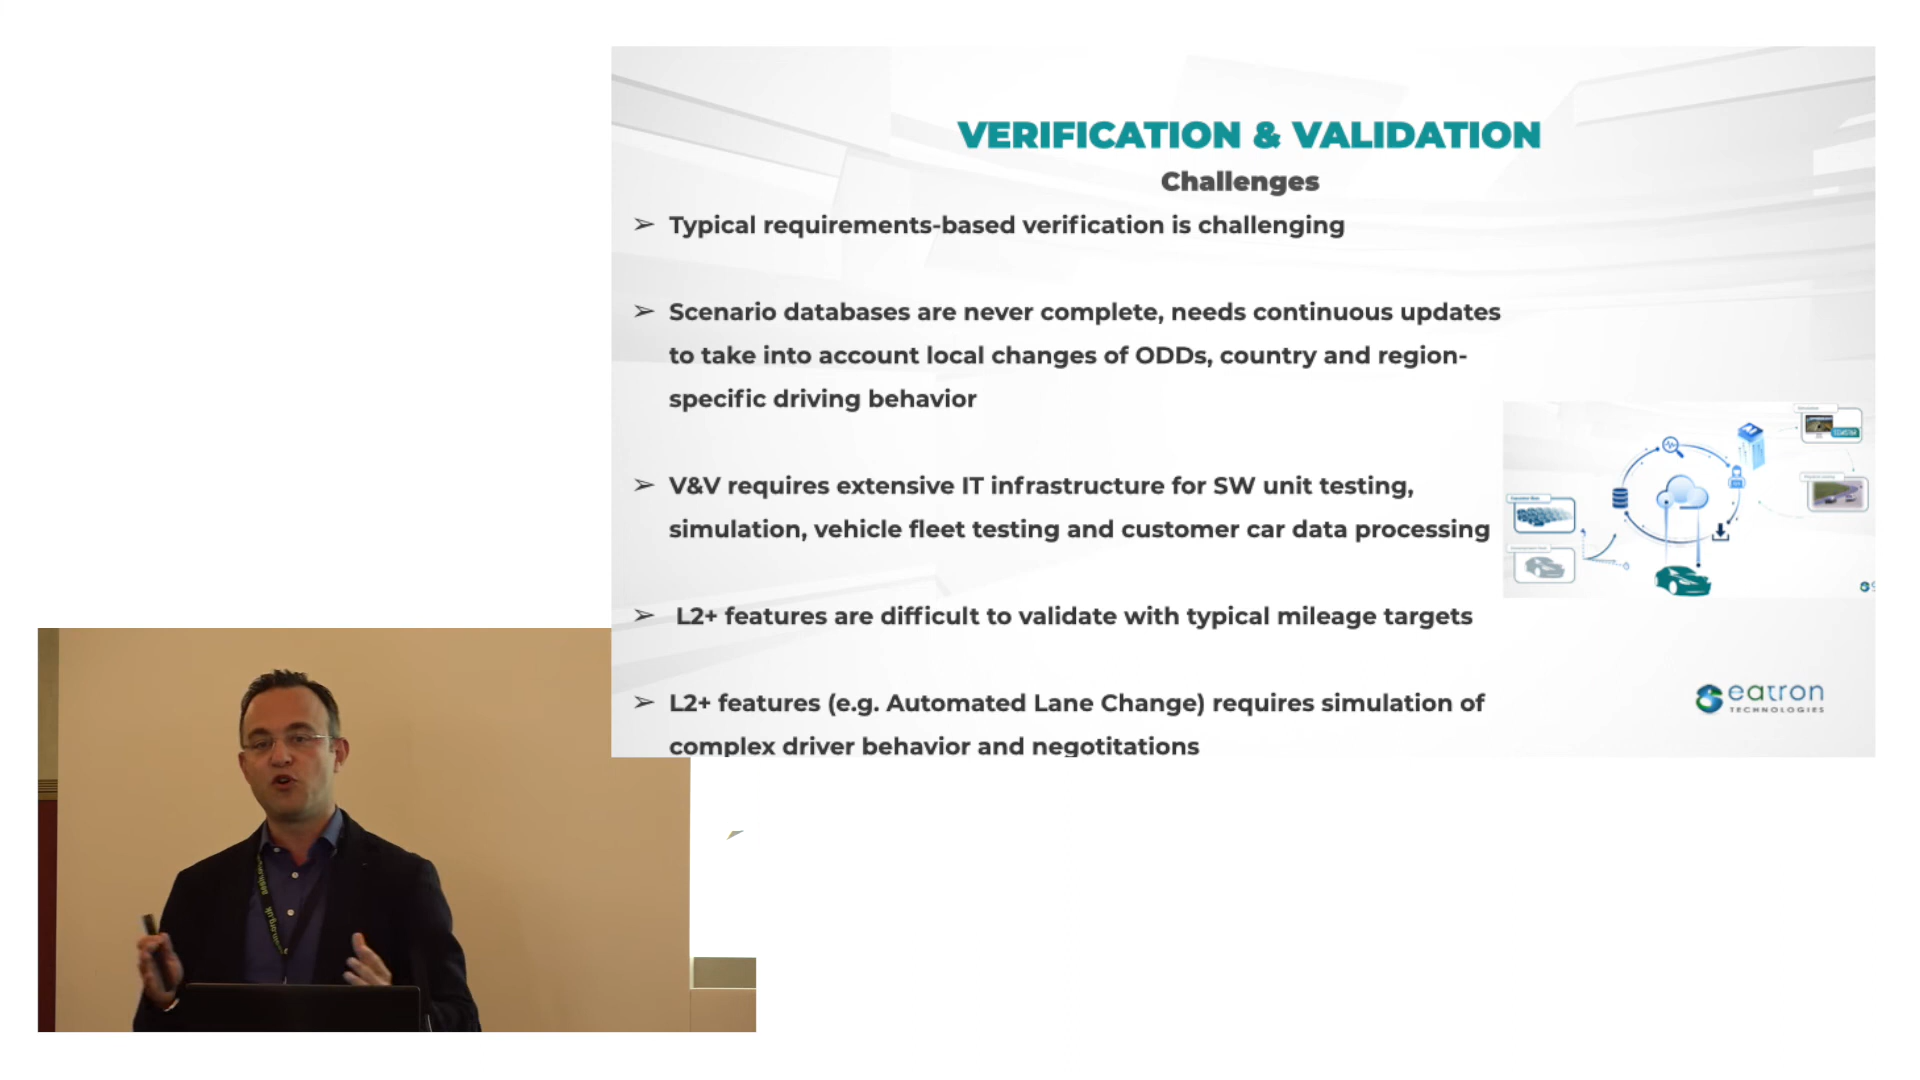 VERIFICATION & VALIDATION
Challenges
➢ Typical requirements-based verification is challenging
➢ Scenario databases are never complete, needs continuous updates
to take into account local changes of ODDs, country and region-
specific driving behavior
➢ V&V requires extensive IT infrastructure for SW unit testing,
simulation, vehicle fleet testing and customer car data processing
➢ L2+ features are difficult to validate with typical mileage targets
➢ L2+ features (e.g. Automated Lane Change) requires simulation of
complex driver behavior and negotitations
eatron
TECHNOLOGIES